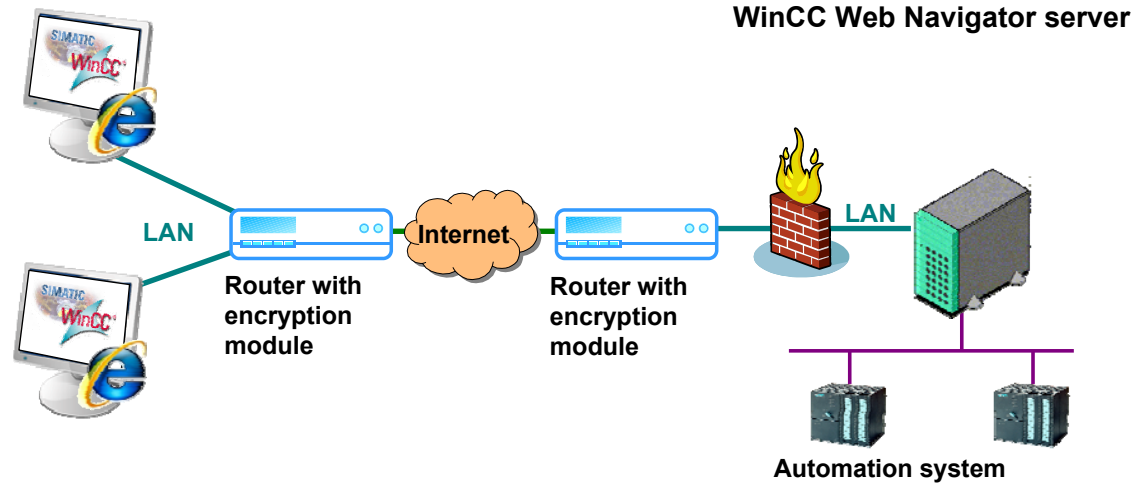 WinCC Web Navigator server
SIMATIC
WinCC
LAN
LAN
Internet
Router with
encryption
module
Router with
encryption
module
SIMATIC
WinCC
Automation system